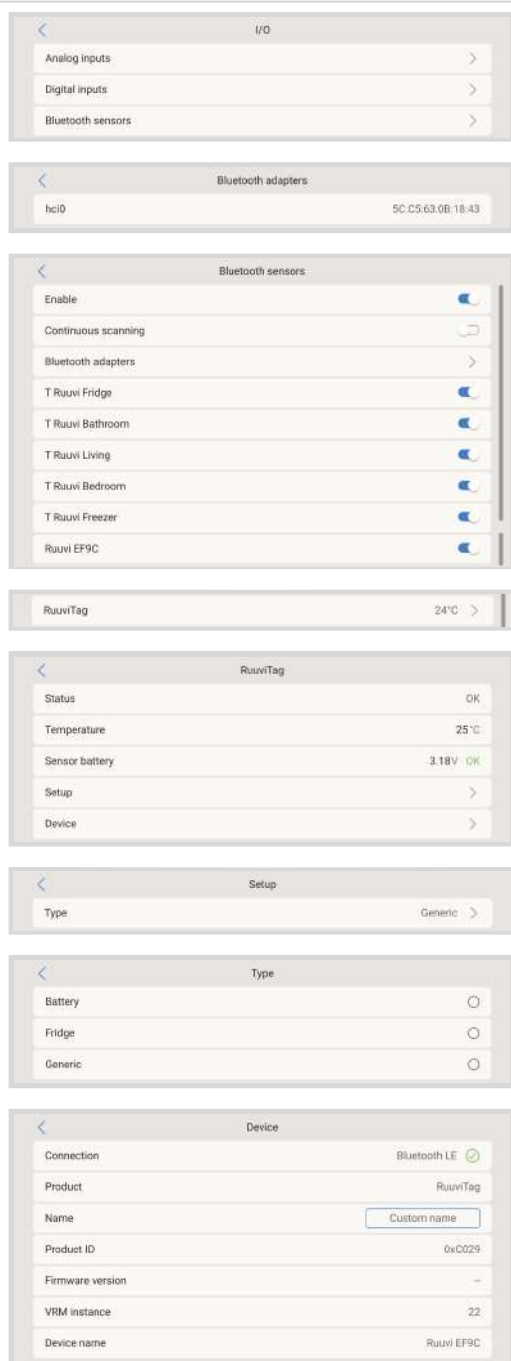 I/O
Analog inputs
Digital inputs
Bluetooth sensors
Bluetooth adapters
hci0 5C:C5:63:0B:18:43
Bluetooth sensors
Enable
Continuous scanning
Bluetooth adapters
T Ruuvi Fridge
T Ruuvi Bathroom
T Ruuvi Living
T Ruuvi Bedroom
T Ruuvi Freezer
Ruuvi EF9C
RuuviTag 24°C
RuuviTag
Status OK
Temperature 25°C
Sensor battery 3.18V OK
Setup
Device
Setup
Type Generic
Type
Battery
Fridge
Generic
Device
Connection Bluetooth LE
Product RuuviTag
Name Custom name
Product ID 0xC029
Firmware version --
VRM instance 22
Device name Ruuvi EF9C